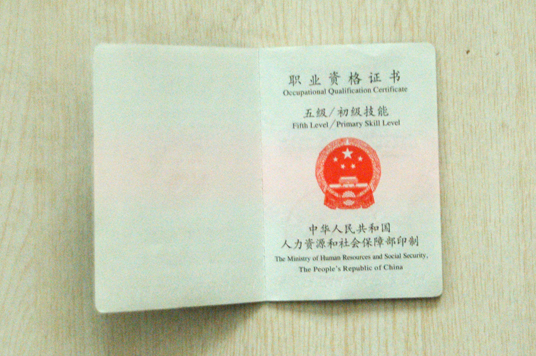 职业资格证书
Occupational Qualification Certificate
五级/初级技能
Fifth Level/Primary Skill Level
中华人民共和国
人力资源和社会保障部印制
The Ministry of Human Resources and Social Security,
The People's Republic of China